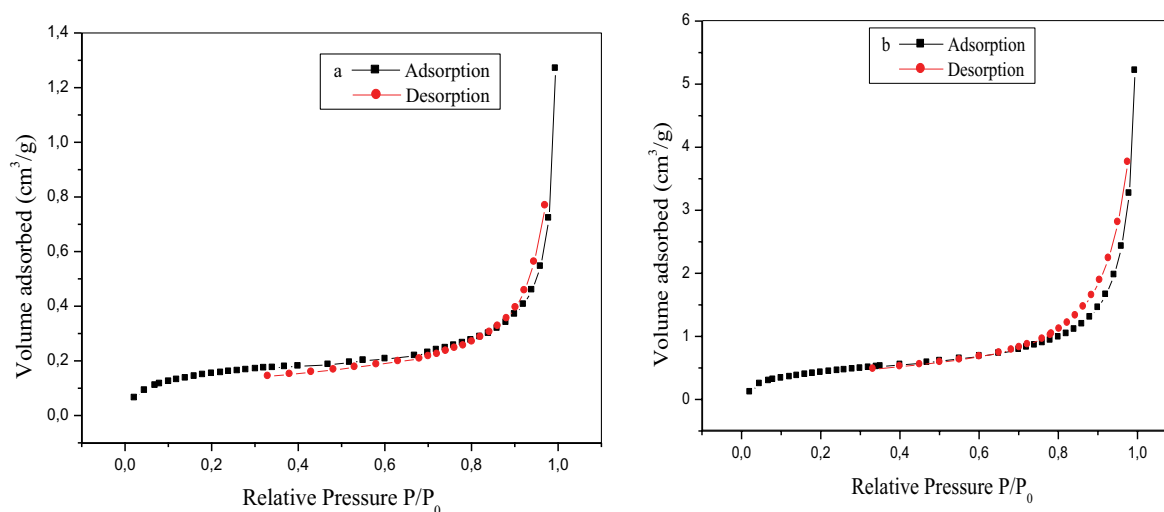 1,4
1,2
1,0
0,8
0,6
0,4
0,2
0,0
Volume adsorbed (cm³/g)
a
Adsorption
Desorption
0,0 0,2 0,4 0,6 0,8 1,0
Relative Pressure P/P₀
6
5
4
3
2
1
0
Volume adsorbed (cm³/g)
b
Adsorption
Desorption
0,0 0,2 0,4 0,6 0,8 1,0
Relative Pressure P/P₀